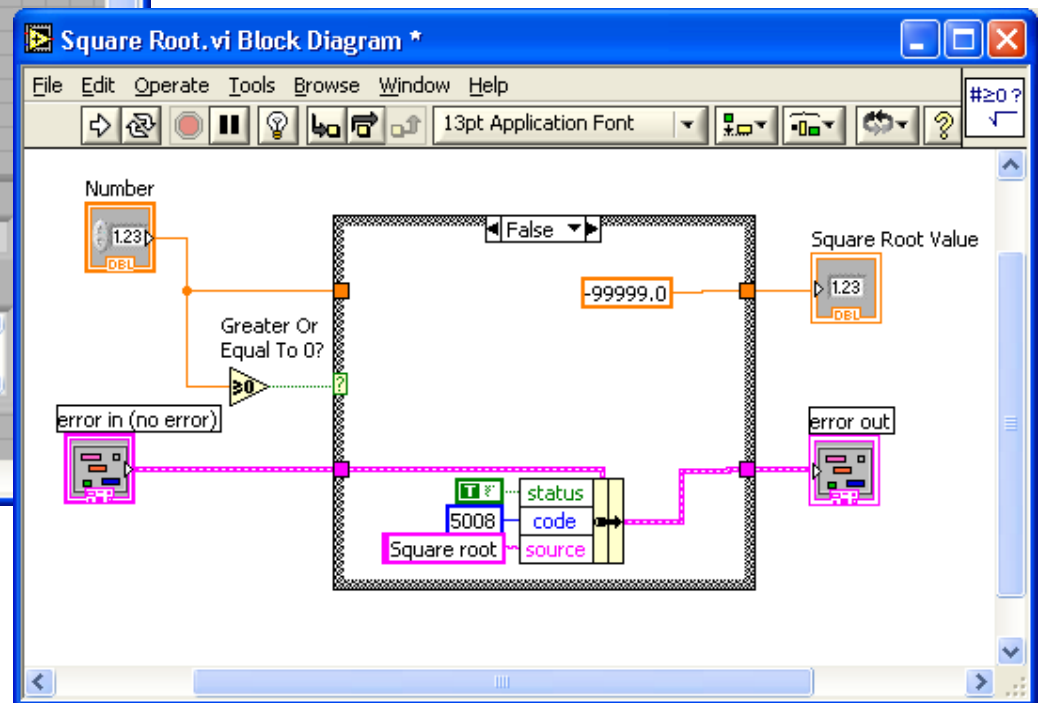 Square Root.vi Block Diagram *
File Edit Operate Tools Browse Window Help
13pt Application Font
#≥0 ?
√
Number
1.23
DBL
False
-99999.0
Square Root Value
1.23
DBL
Greater Or
Equal To 0?
≥0
?
error in (no error)
error out
T
status
5008
code
Square root
source